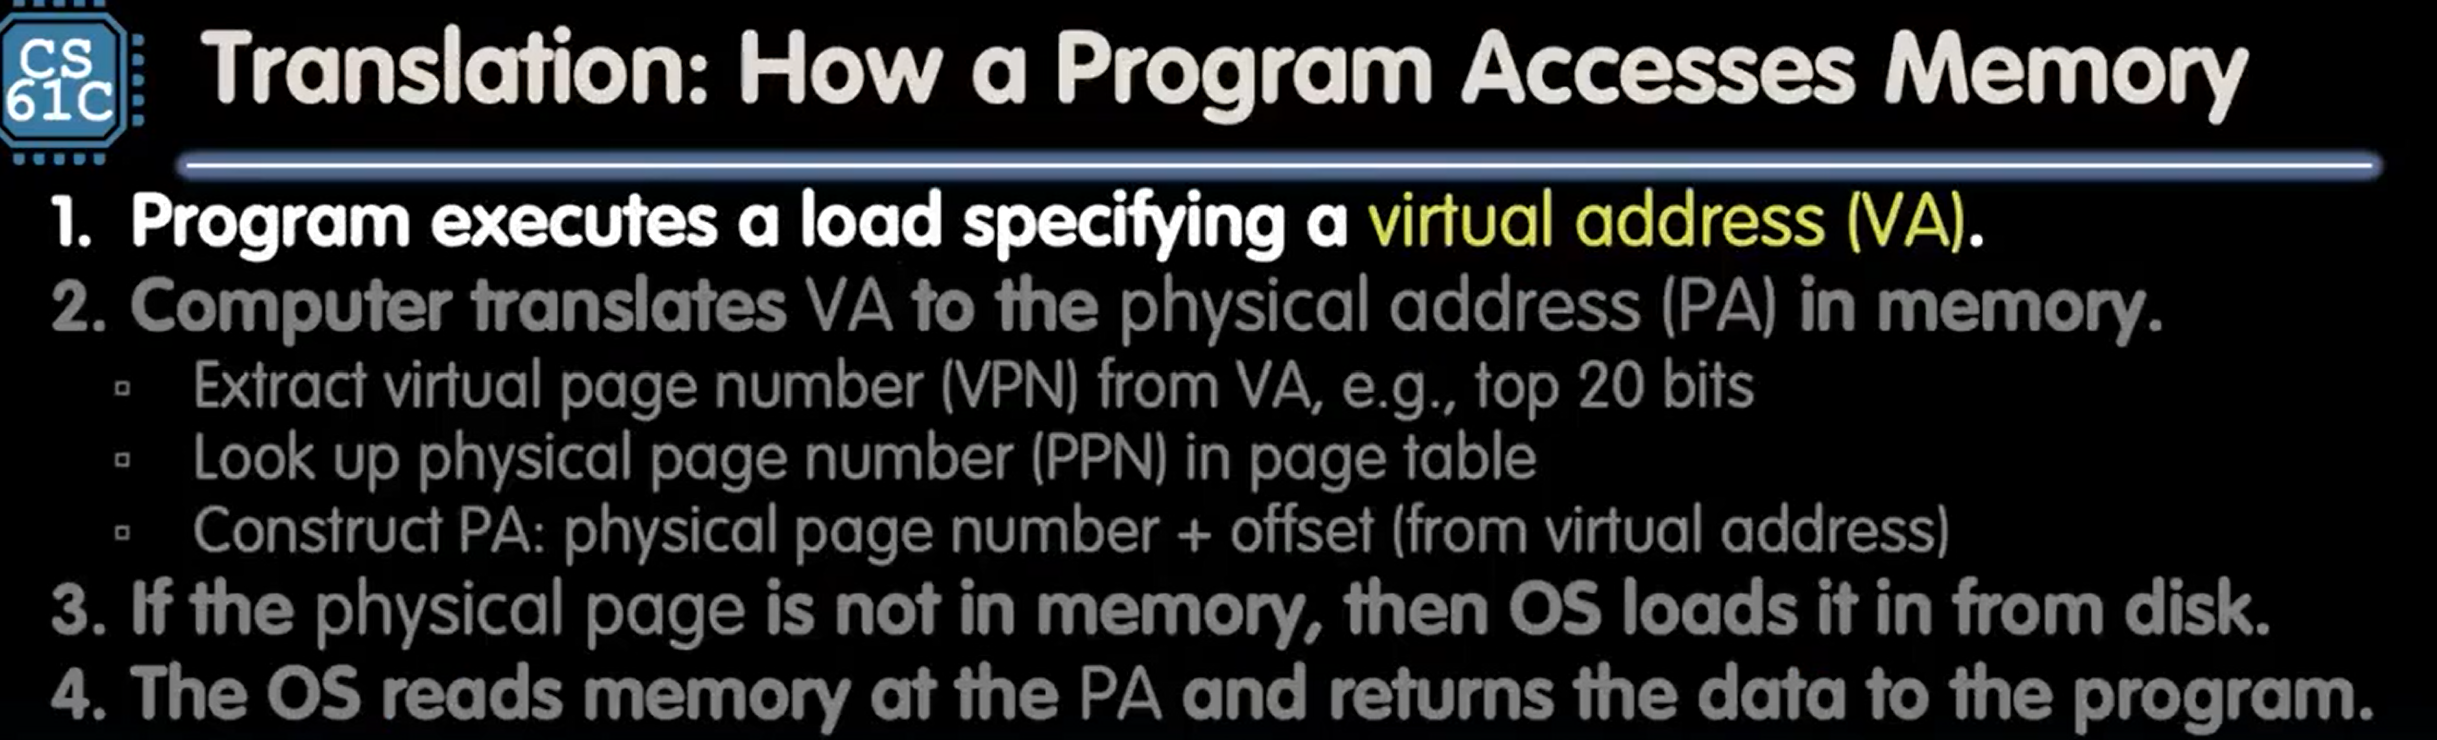 CS
61C
Translation: How a Program Accesses Memory
1. Program executes a load specifying a virtual address (VA).
2. Computer translates VA to the physical address (PA) in memory.
▫ Extract virtual page number (VPN) from VA, e.g., top 20 bits
▫ Look up physical page number (PPN) in page table
▫ Construct PA: physical page number + offset (from virtual address)
3. If the physical page is not in memory, then OS loads it in from disk.
4. The OS reads memory at the PA and returns the data to the program.